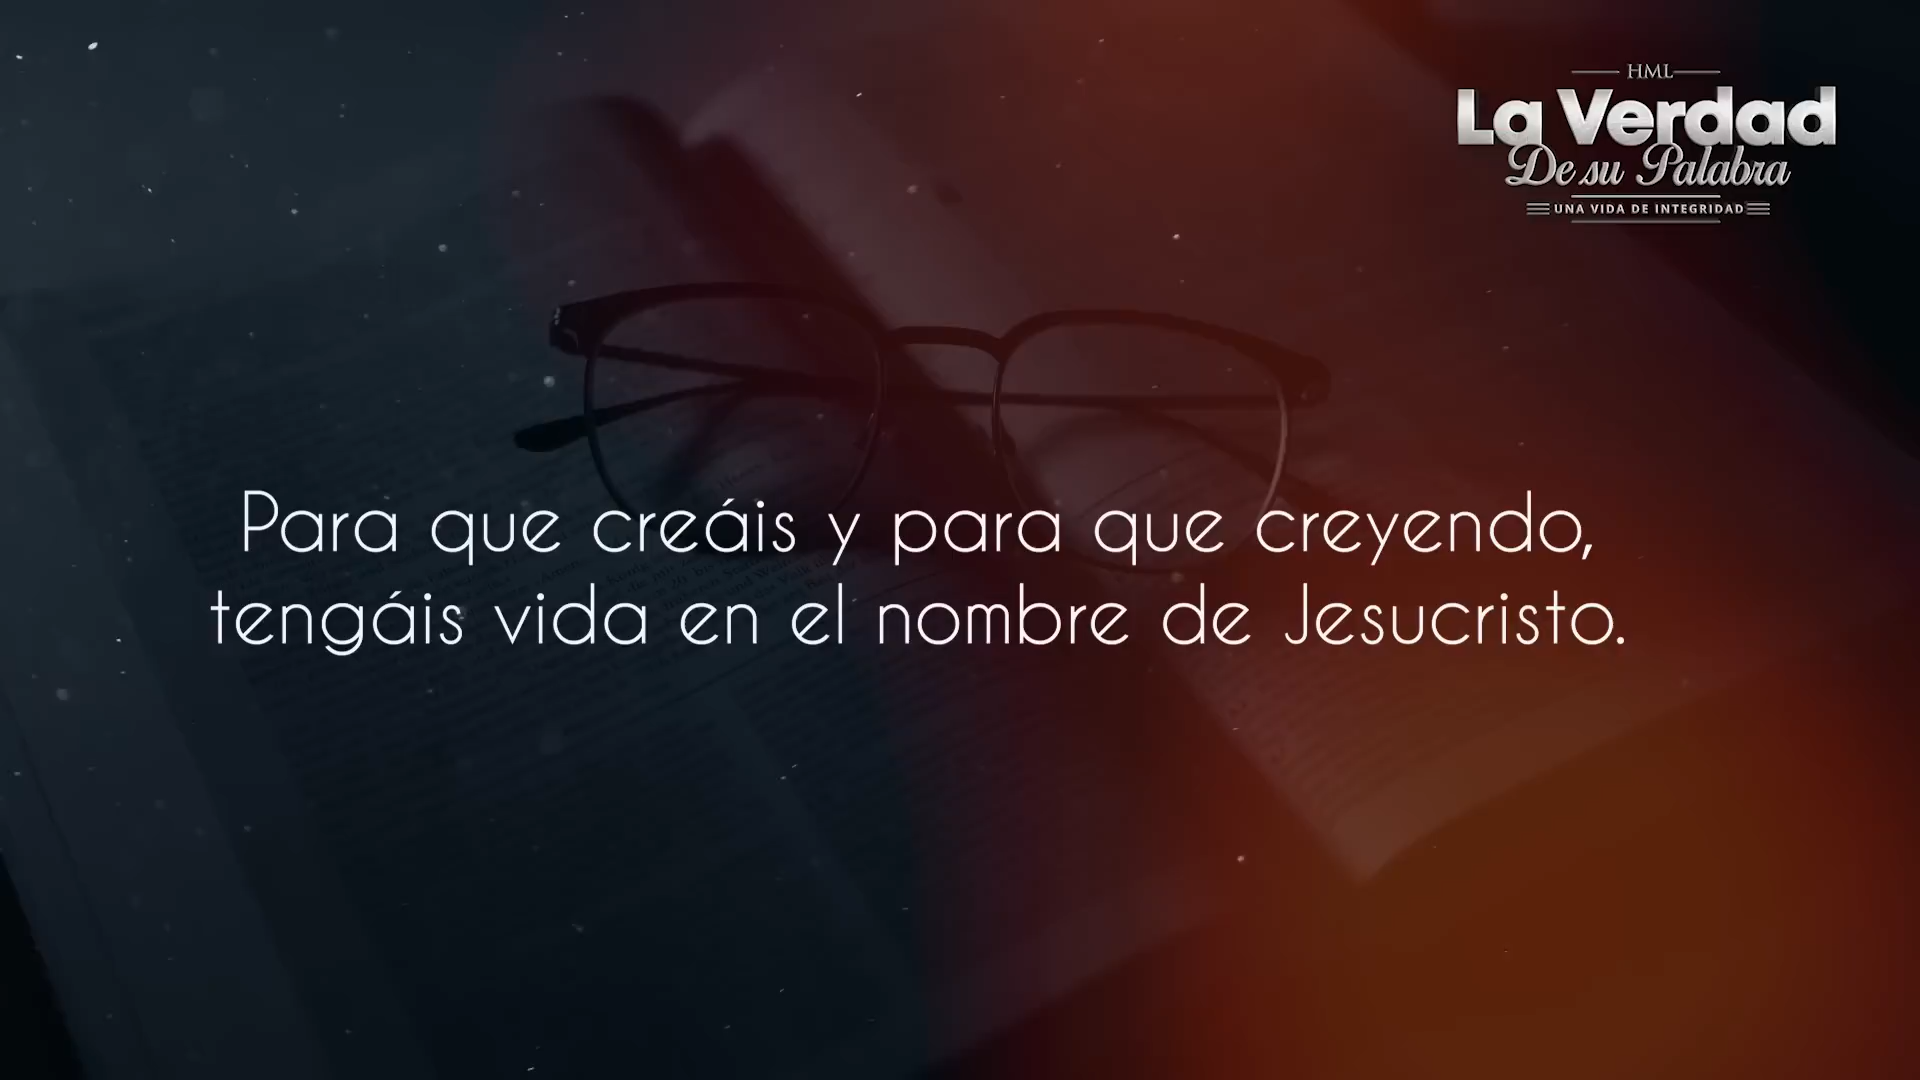 HML
La Verdad
De su Palabra
UNA VIDA DE INTEGRIDAD
Para que creáis y para que creyendo,
tengáis vida en el nombre de Jesucristo.